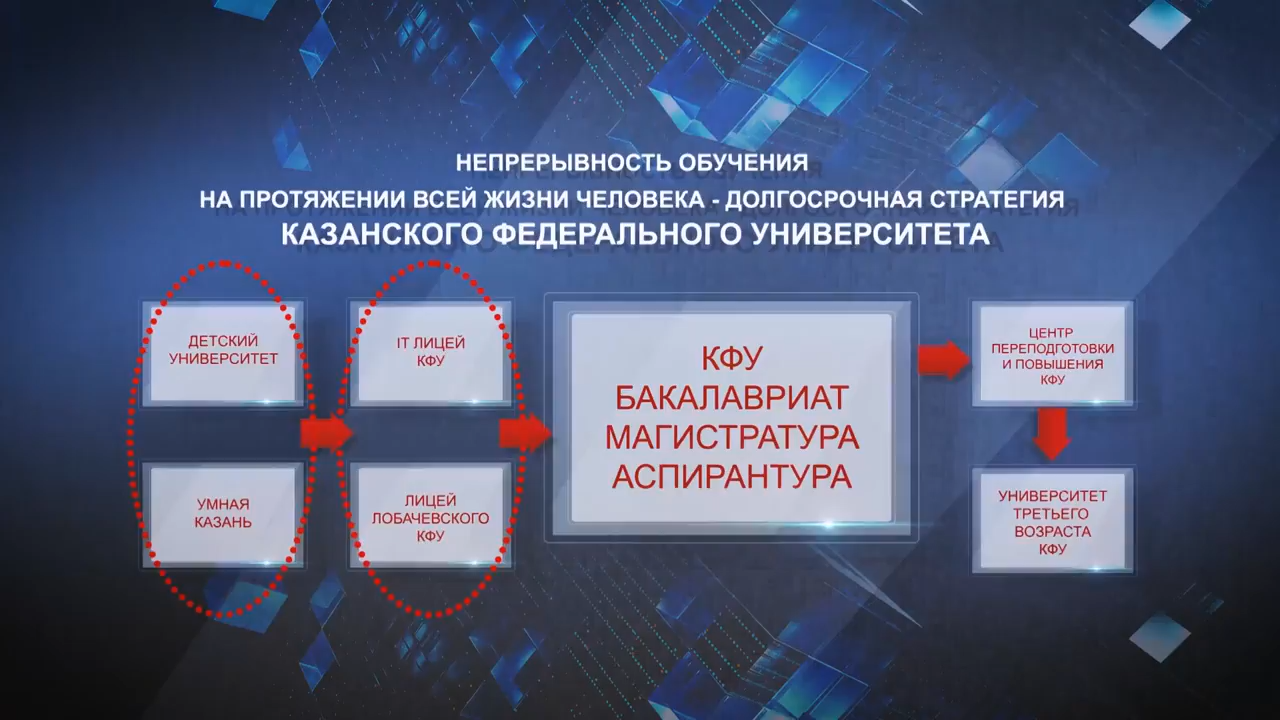 НЕПРЕРЫВНОСТЬ ОБУЧЕНИЯ
НА ПРОТЯЖЕНИИ ВСЕЙ ЖИЗНИ ЧЕЛОВЕКА - ДОЛГОСРОЧНАЯ СТРАТЕГИЯ
КАЗАНСКОГО ФЕДЕРАЛЬНОГО УНИВЕРСИТЕТА
ДЕТСКИЙ
УНИВЕРСИТЕТ
УМНАЯ
КАЗАНЬ
IT ЛИЦЕЙ
КФУ
ЛИЦЕЙ
ЛОБАЧЕВСКОГО
КФУ
КФУ
БАКАЛАВРИАТ
МАГИСТРАТУРА
АСПИРАНТУРА
ЦЕНТР
ПЕРЕПОДГОТОВКИ
И ПОВЫШЕНИЯ
КФУ
УНИВЕРСИТЕТ
ТРЕТЬЕГО
ВОЗРАСТА
КФУ